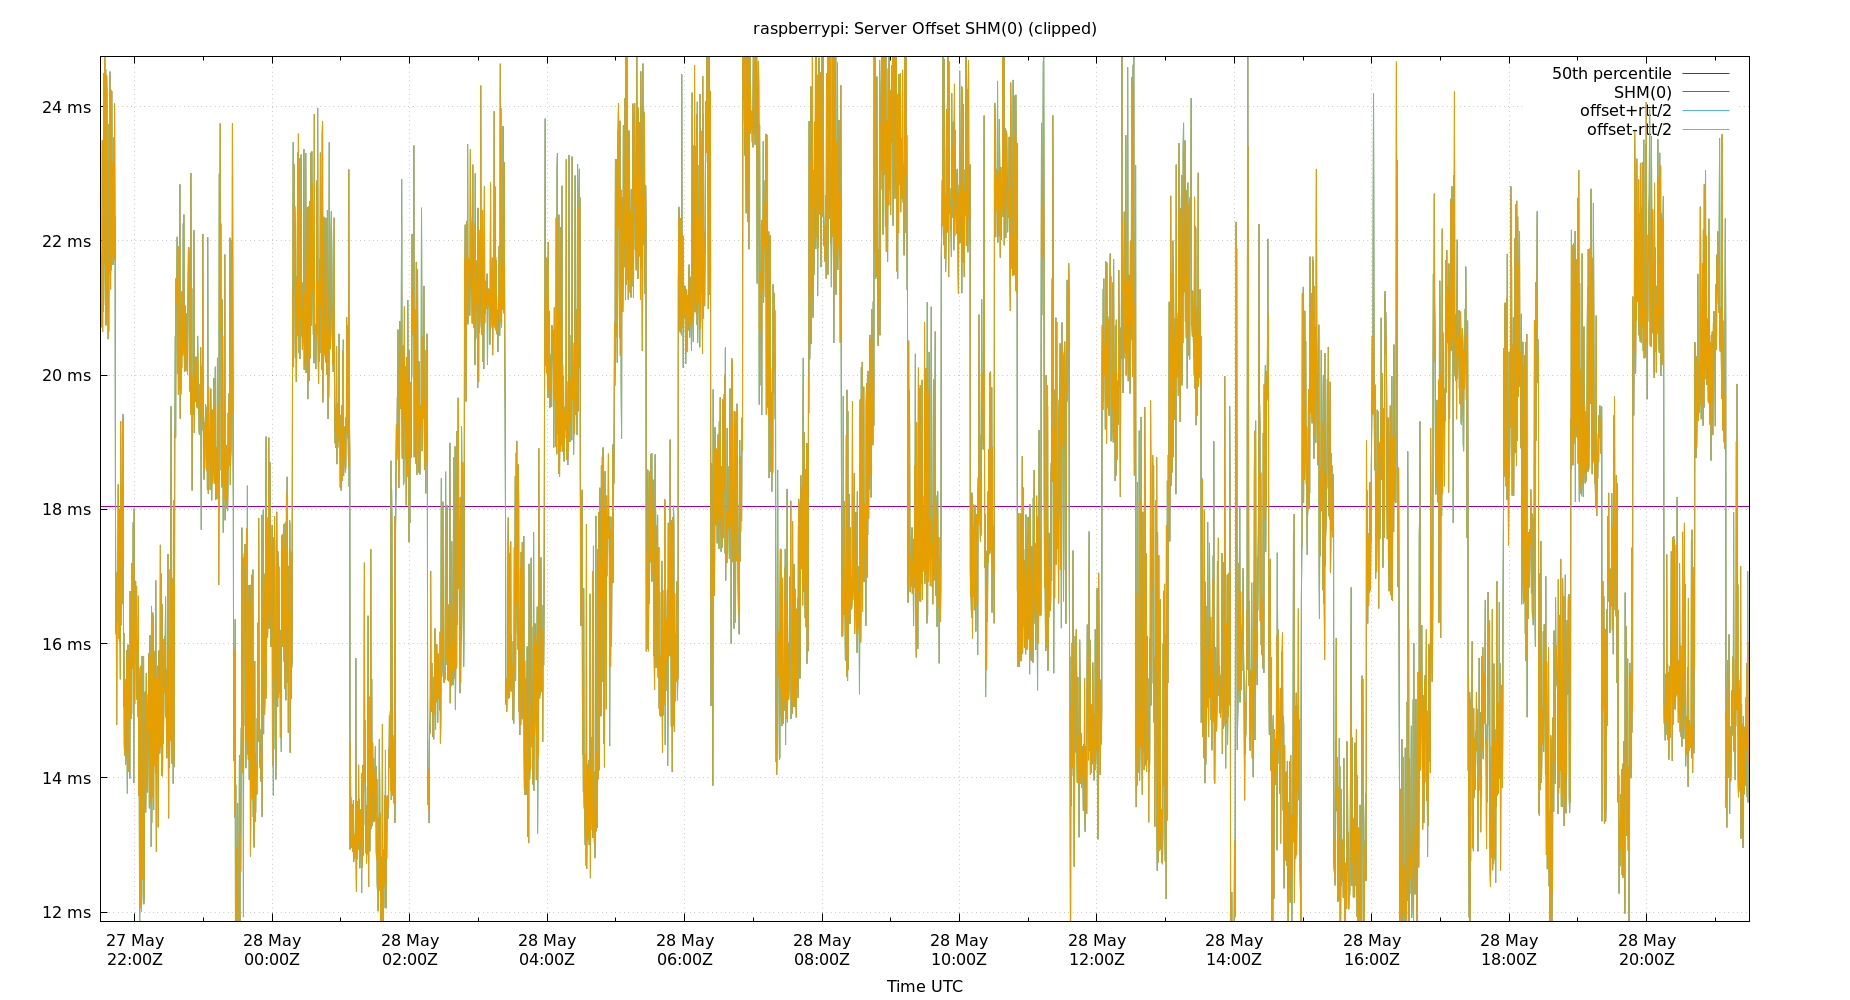 raspberrypi: Server Offset SHM(0) (clipped)
50th percentile
SHM(0)
offset+rtt/2
offset-rtt/2
24 ms
22 ms
20 ms
18 ms
16 ms
14 ms
12 ms
27 May 28 May 28 May 28 May 28 May 28 May 28 May 28 May 28 May 28 May 28 May 28 May
22:00Z 00:00Z 02:00Z 04:00Z 06:00Z 08:00Z 10:00Z 12:00Z 14:00Z 16:00Z 18:00Z 20:00Z
Time UTC